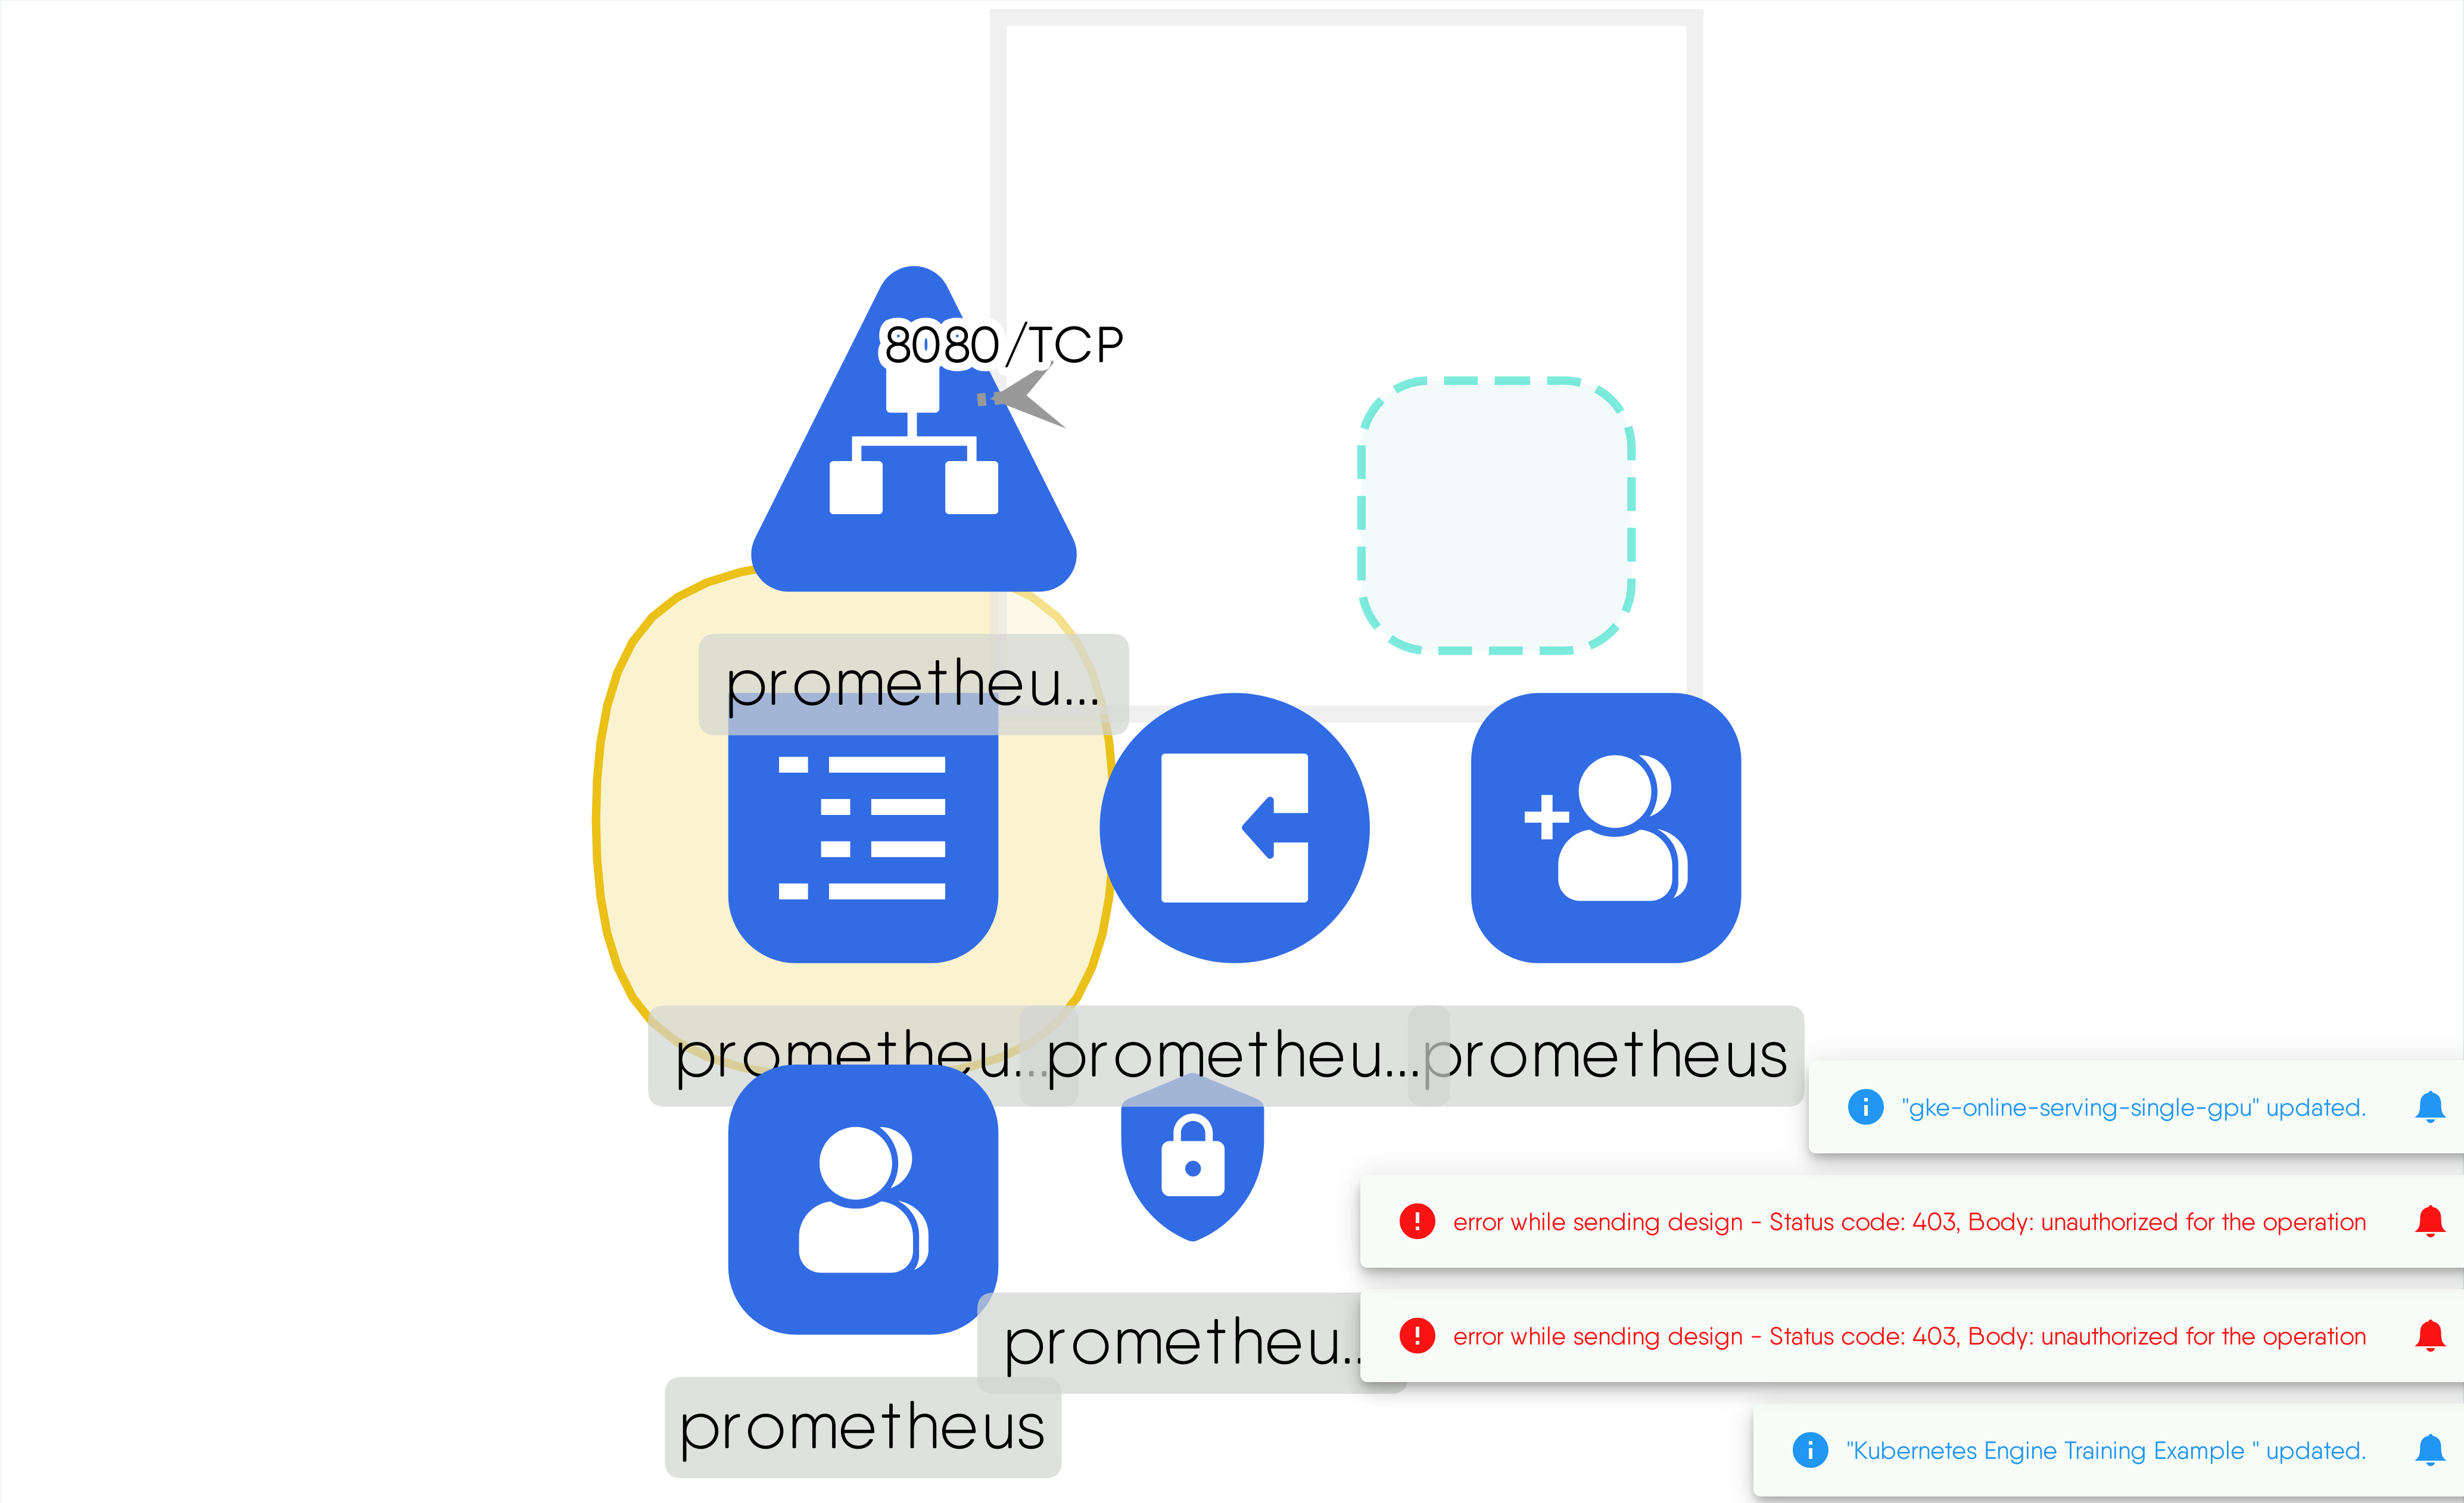 8080/TCP
prometheu...
prometheu...
prometheu...
prometheus
"gke-online-serving-single-gpu" updated.
error while sending design - Status code: 403, Body: unauthorized for the operation
prometheu..
error while sending design - Status code: 403, Body: unauthorized for the operation
prometheus
"Kubernetes Engine Training Example " updated.